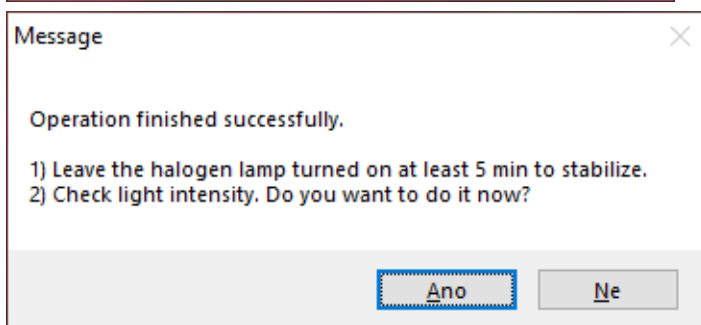 Message
Operation finished successfully.
1) Leave the halogen lamp turned on at least 5 min to stabilize.
2) Check light intensity. Do you want to do it now?
Ano
Ne